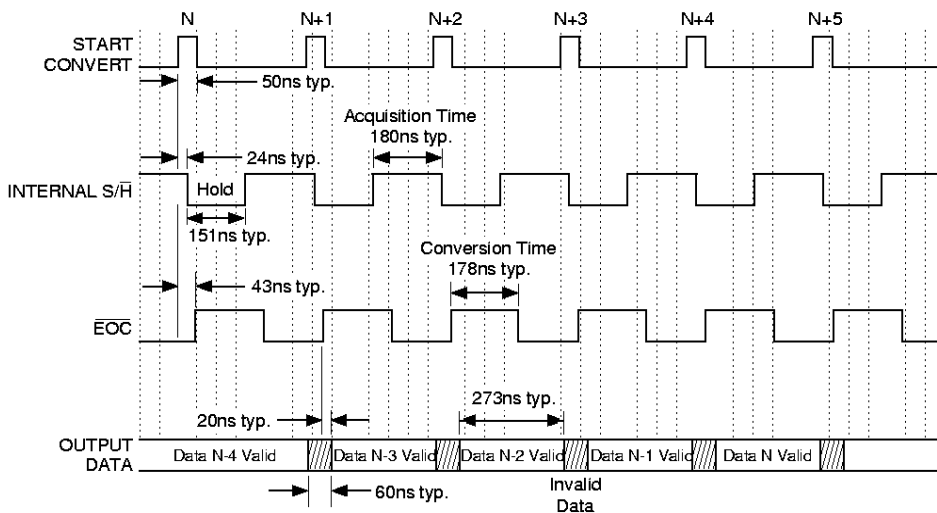 N N+1 N+2 N+3 N+4 N+5
START
CONVERT
50ns typ.
Acquisition Time
180ns typ.
24ns typ.
INTERNAL S/H̅
Hold
151ns typ.
Conversion Time
178ns typ.
43ns typ.
E̅O̅C̅
273ns typ.
20ns typ.
OUTPUT
DATA
Data N-4 Valid Data N-3 Valid Data N-2 Valid Data N-1 Valid Data N Valid
60ns typ.
Invalid
Data